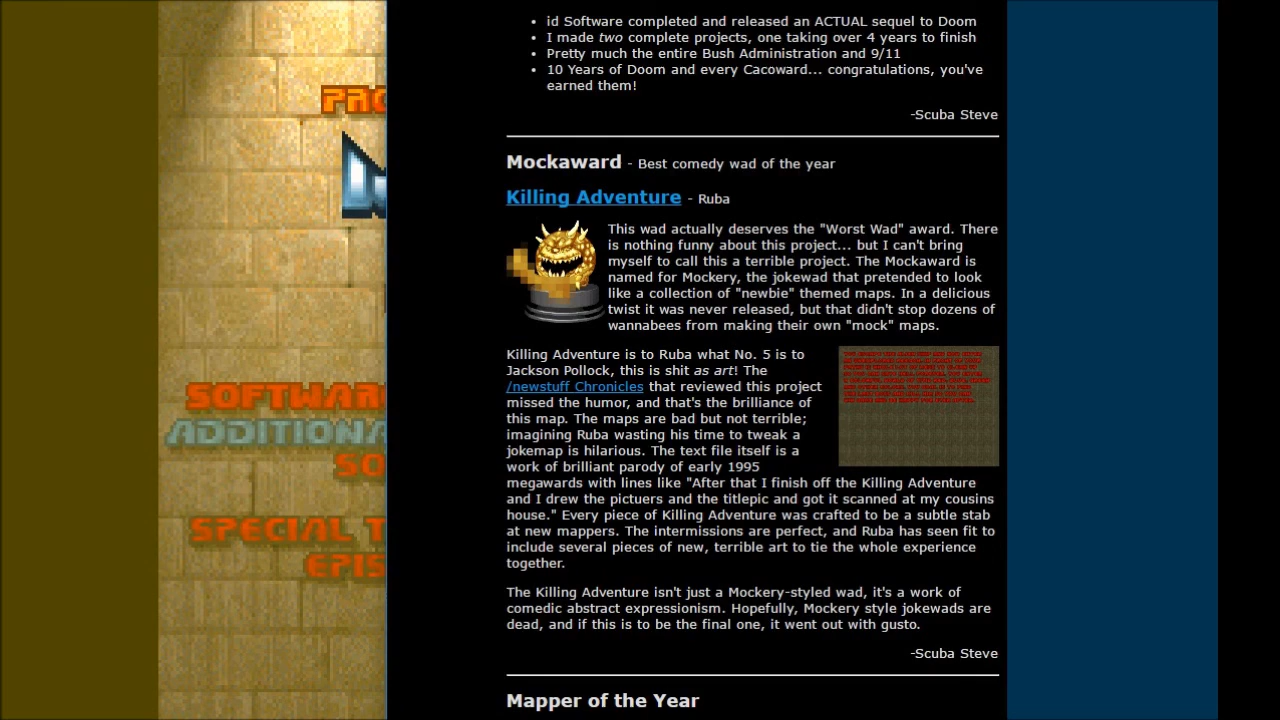 id Software completed and released an ACTUAL sequel to Doom
I made two complete projects, one taking over 4 years to finish
Pretty much the entire Bush Administration and 9/11
10 Years of Doom and every Cacoward... congratulations, you've
earned them!
-Scuba Steve
Mockaward - Best comedy wad of the year
Killing Adventure - Ruba
This wad actually deserves the "Worst Wad" award. There
is nothing funny about this project... but I can't bring
myself to call this a terrible project. The Mockaward is
named for Mockery, the jokewad that pretended to look
like a collection of "newbie" themed maps. In a delicious
twist it was never released, but that didn't stop dozens of
wannabees from making their own "mock" maps.
Killing Adventure is to Ruba what No. 5 is to
Jackson Pollock, this is shit as art! The
/newstuff Chronicles that reviewed this project
missed the humor, and that's the brilliance of
this map. The maps are bad but not terrible;
imagining Ruba wasting his time to tweak a
jokemap is hilarious. The text file itself is a
work of brilliant parody of early 1995
megawards with lines like "After that I finish off the Killing Adventure
and I drew the pictuers and the titlepic and got it scanned at my cousins
house." Every piece of Killing Adventure was crafted to be a subtle stab
at new mappers. The intermissions are perfect, and Ruba has seen fit to
include several pieces of new, terrible art to tie the whole experience
together.
The Killing Adventure isn't just a Mockery-styled wad, it's a work of
comedic abstract expressionism. Hopefully, Mockery style jokewads are
dead, and if this is to be the final one, it went out with gusto.
-Scuba Steve
Mapper of the Year
SOFTWAR
ADDITIONA
SO
SPECIAL T
EPIS